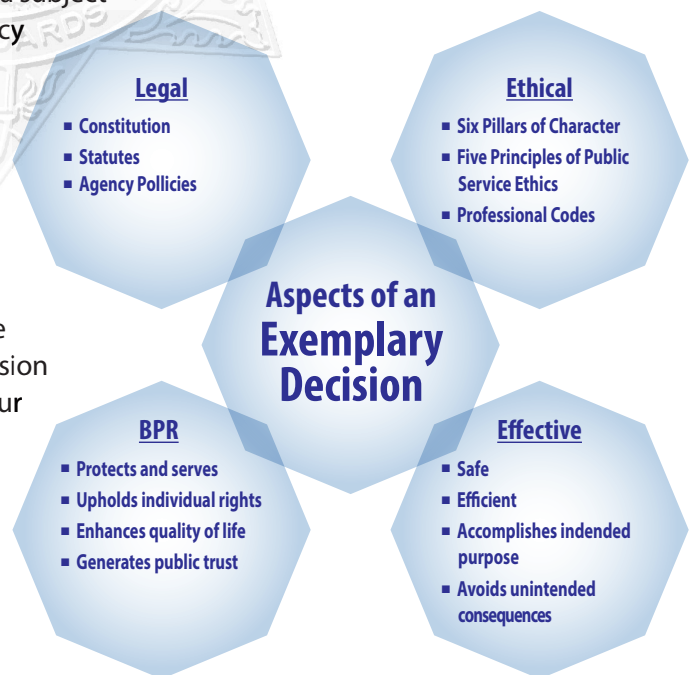 a subject
cy
ARDS
Legal
▪ Constitution
▪ Statutes
▪ Agency Pollicies
Ethical
▪ Six Pillars of Character
▪ Five Principles of Public
Service Ethics
▪ Professional Codes
Aspects of an
Exemplary
Decision
e
sion
ur
BPR
▪ Protects and serves
▪ Upholds individual rights
▪ Enhances quality of life
▪ Generates public trust
Effective
▪ Safe
▪ Efficient
▪ Accomplishes indended
purpose
▪ Avoids unintended
consequences